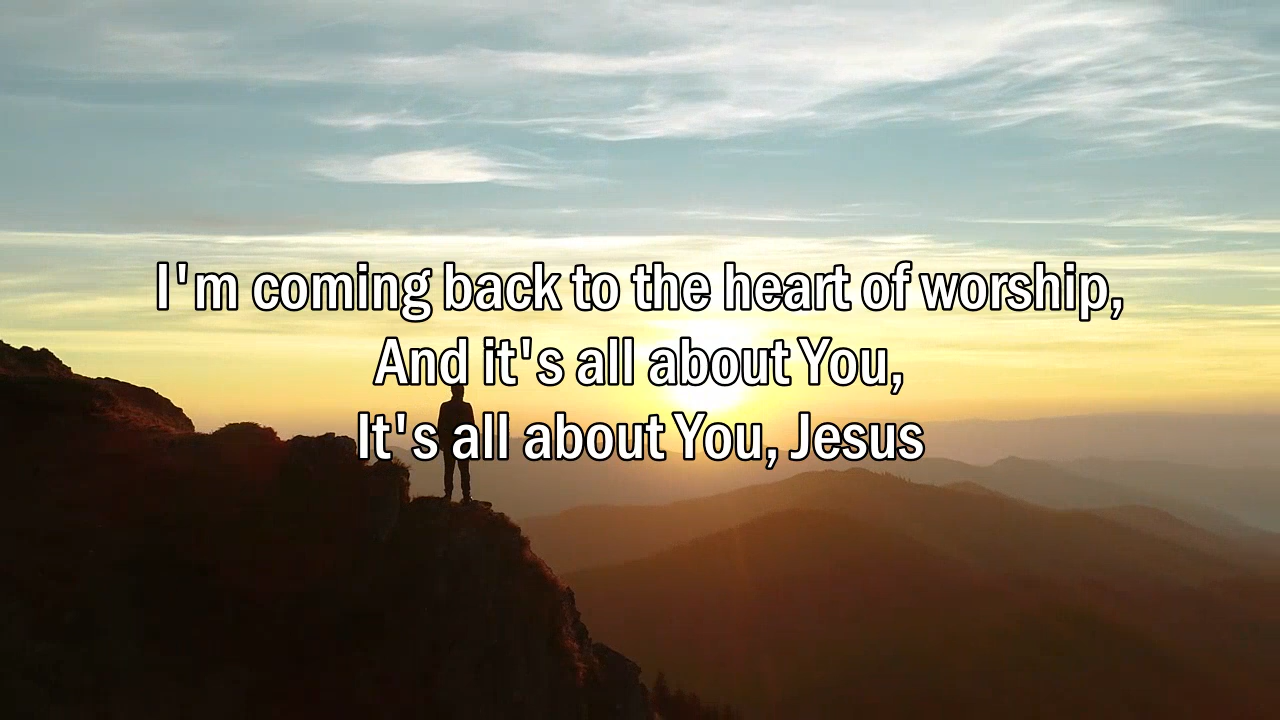 I'm coming back to the heart of worship,
And it's all about You,
It's all about You, Jesus